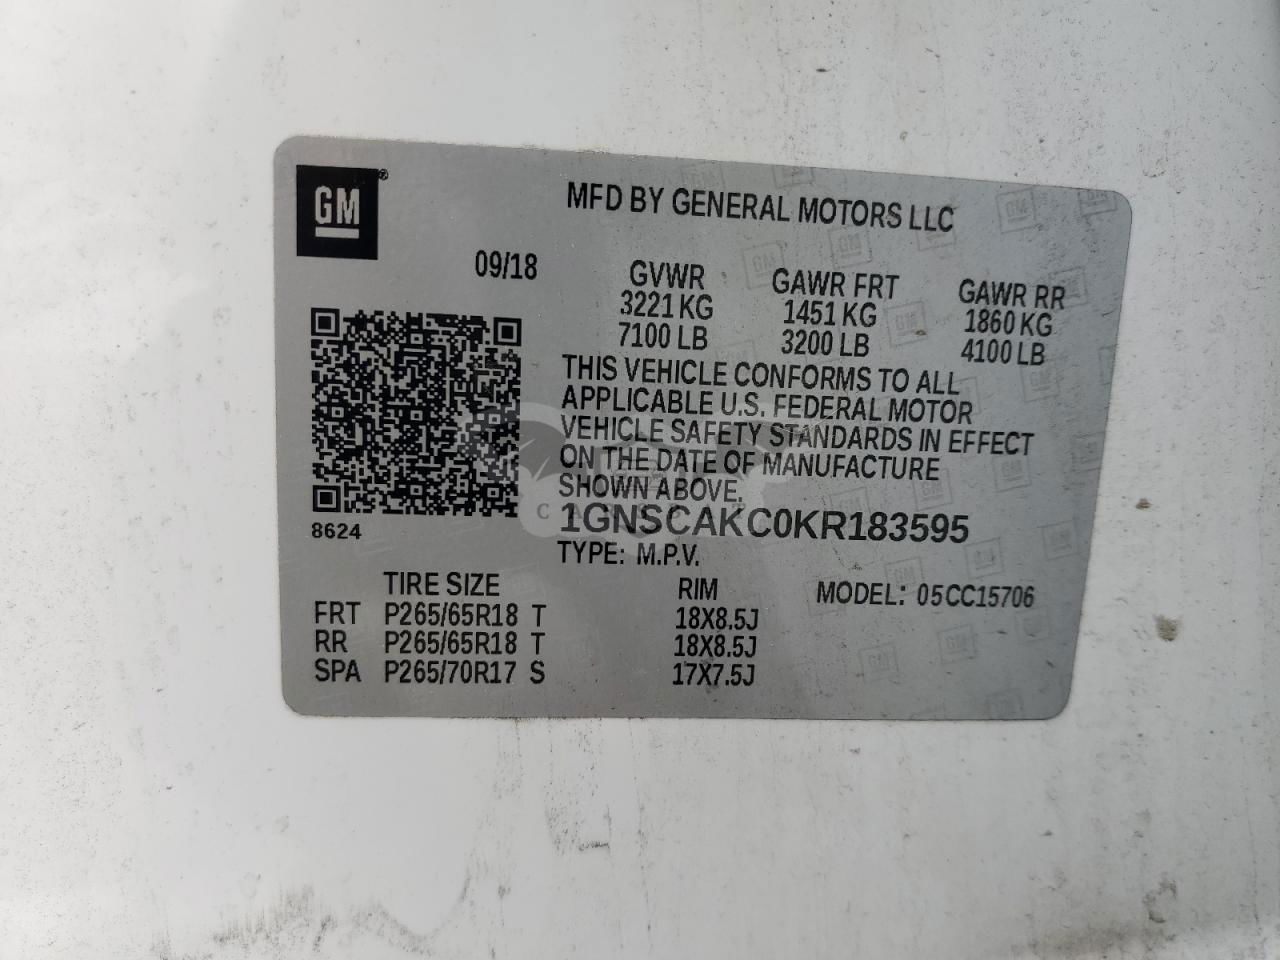 GM ®
MFD BY GENERAL MOTORS LLC
09/18
GVWR GAWR FRT GAWR RR
3221 KG 1451 KG 1860 KG
7100 LB 3200 LB 4100 LB
THIS VEHICLE CONFORMS TO ALL
APPLICABLE U.S. FEDERAL MOTOR
VEHICLE SAFETY STANDARDS IN EFFECT
ON THE DATE OF MANUFACTURE
SHOWN ABOVE.
1GNSCAKC0KR183595
8624
TYPE: M.P.V.
TIRE SIZE RIM MODEL: 05CC15706
FRT P265/65R18 T 18X8.5J
RR P265/65R18 T 18X8.5J
SPA P265/70R17 S 17X7.5J